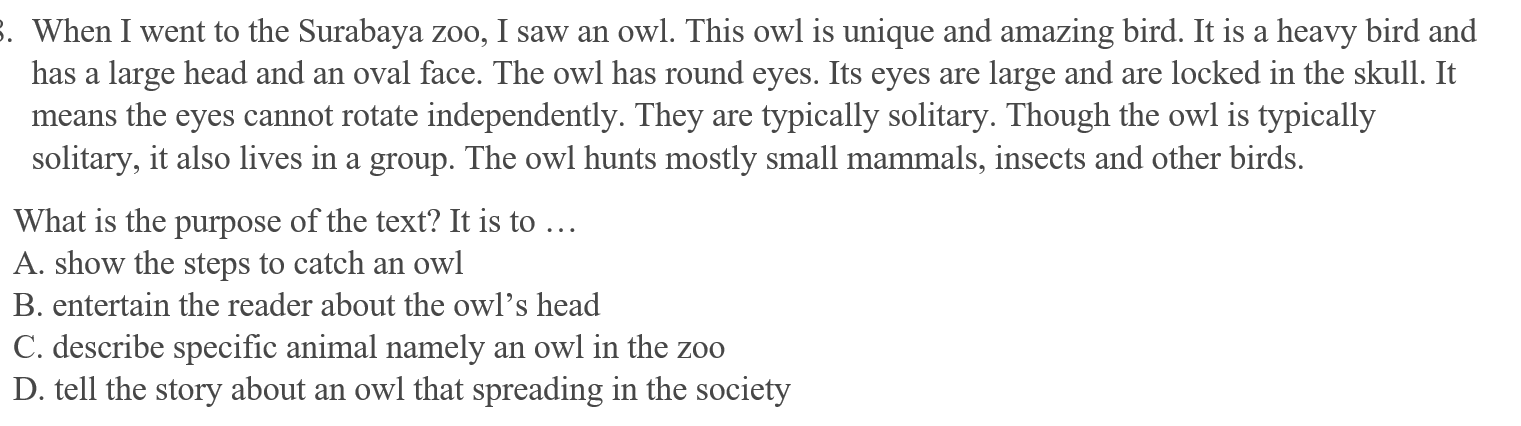 3. When I went to the Surabaya zoo, I saw an owl. This owl is unique and amazing bird. It is a heavy bird and
has a large head and an oval face. The owl has round eyes. Its eyes are large and are locked in the skull. It
means the eyes cannot rotate independently. They are typically solitary. Though the owl is typically
solitary, it also lives in a group. The owl hunts mostly small mammals, insects and other birds.
What is the purpose of the text? It is to …
A. show the steps to catch an owl
B. entertain the reader about the owl’s head
C. describe specific animal namely an owl in the zoo
D. tell the story about an owl that spreading in the society